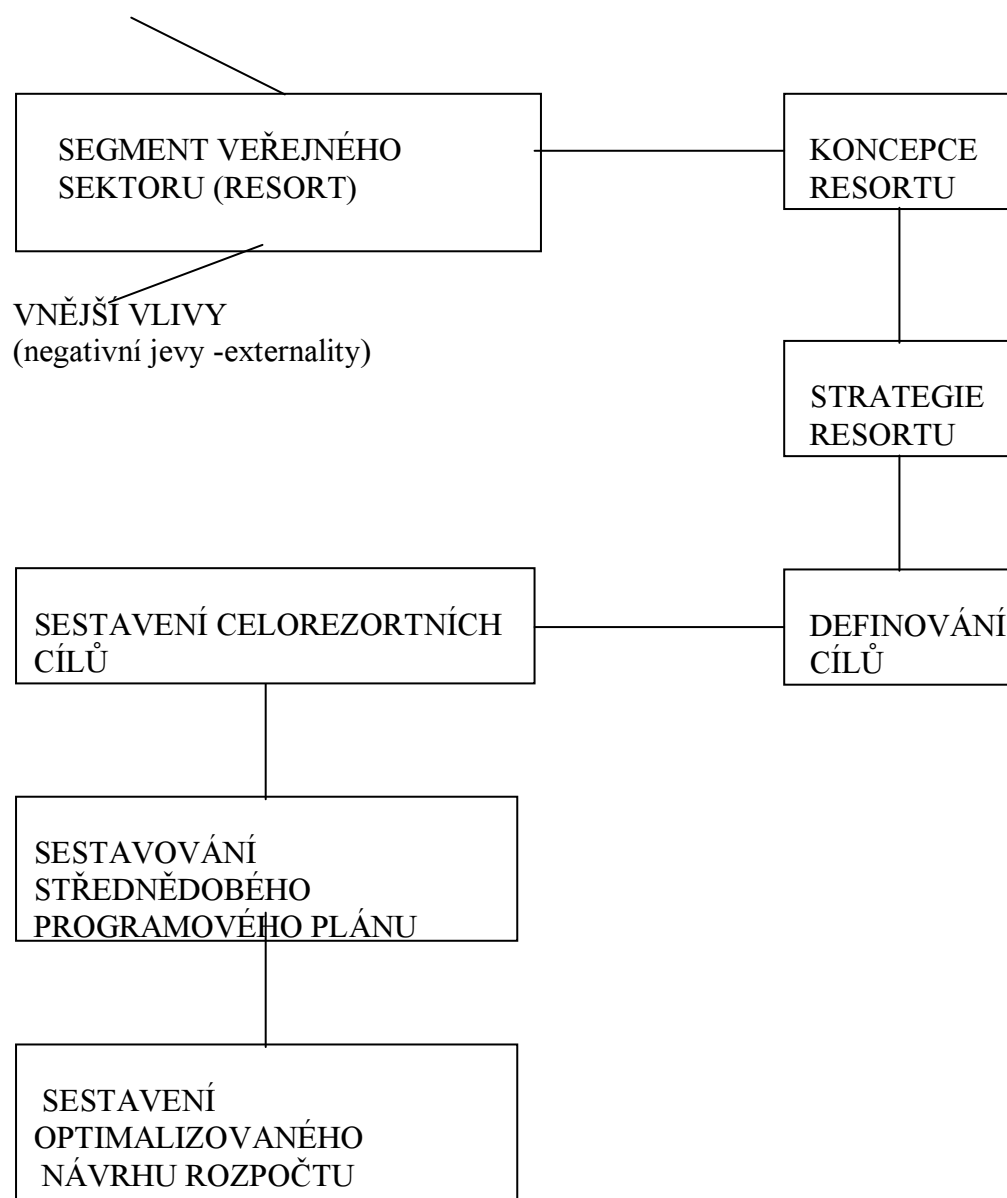 SEGMENT VEŘEJNÉHO
SEKTORU (RESORT)
KONCEPCE
RESORTU
VNĚJŠÍ VLIVY
(negativní jevy -externality)
STRATEGIE
RESORTU
SESTAVENÍ CELOREZORTNÍCH
CÍLŮ
DEFINOVÁNÍ
CÍLŮ
SESTAVOVÁNÍ
STŘEDNĚDOBÉHO
PROGRAMOVÉHO PLÁNU
SESTAVENÍ
OPTIMALIZOVANÉHO
NÁVRHU ROZPOČTU